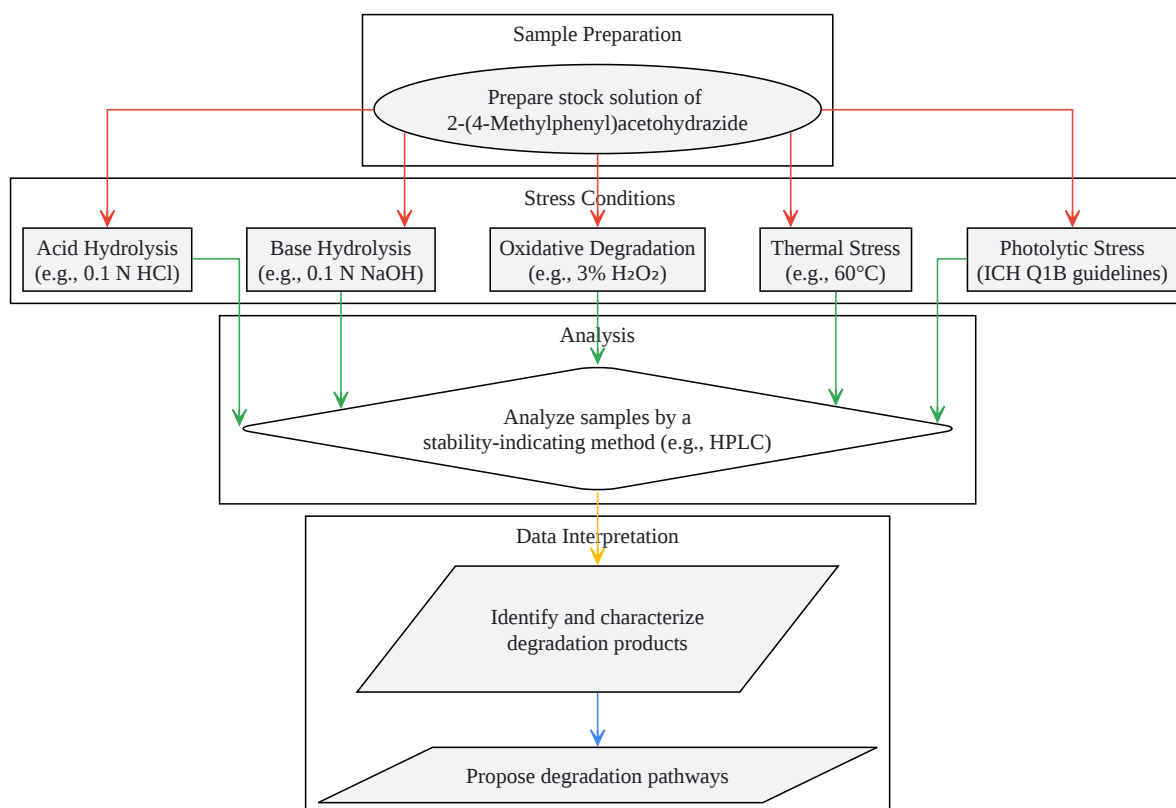 Sample Preparation
Prepare stock solution of
2-(4-Methylphenyl)acetohydrazide
Stress Conditions
Acid Hydrolysis
(e.g., 0.1 N HCl)
Base Hydrolysis
(e.g., 0.1 N NaOH)
Oxidative Degradation
(e.g., 3% H₂O₂)
Thermal Stress
(e.g., 60°C)
Photolytic Stress
(ICH Q1B guidelines)
Analysis
Analyze samples by a
stability-indicating method (e.g., HPLC)
Data Interpretation
Identify and characterize
degradation products
Propose degradation pathways